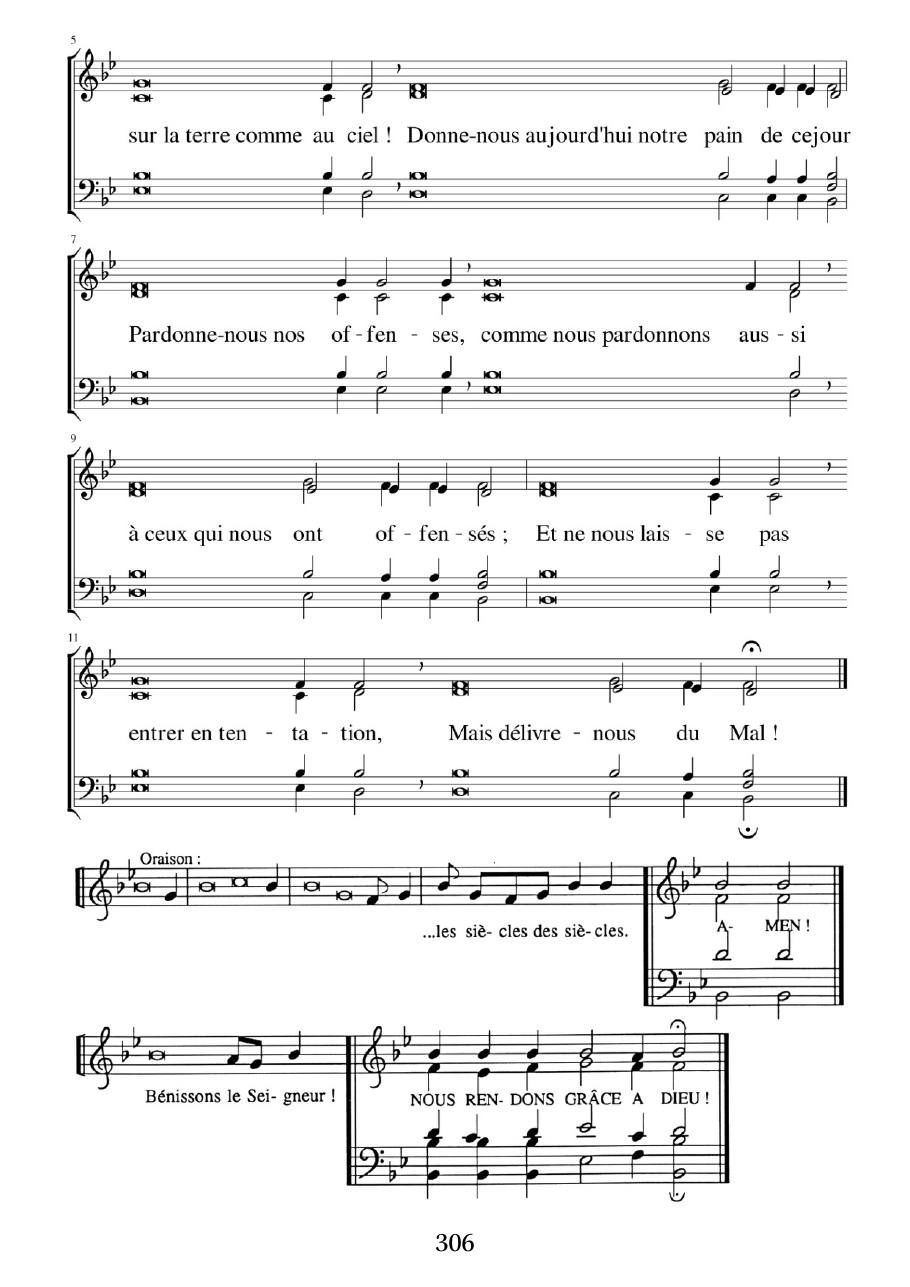 5
sur la terre comme au ciel ! Donne-nous aujourd'hui notre pain de cejour
7
Pardonne-nous nos of - fen - ses, comme nous pardonnons aus - si
9
à ceux qui nous ont of - fen - sés ; Et ne nous lais - se pas
11
entrer en ten - ta - tion, Mais délivre - nous du Mal !
Oraison :
...les siè- cles des siè- cles. A- MEN !
Bénissons le Sei- gneur ! NOUS REN- DONS GRÂCE A DIEU !
306